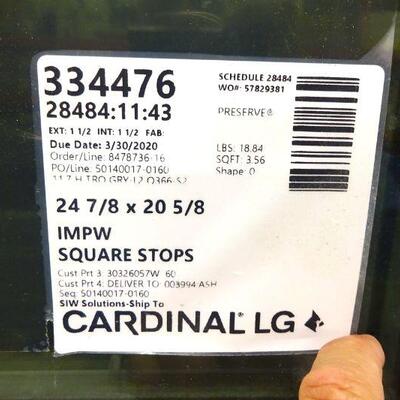 334476
SCHEDULE 28484
WO#: 57829381
28484:11:43
PRESERVE®
EXT: 1 1/2 INT: 1 1/2 FAB:
Due Date: 3/30/2020
LBS: 18.84
Order/Line: 8478736-16
SQFT: 3.56
PO/Line: 50140017-0160
Shape: 0
24 7/8 x 20 5/8
IMPW
SQUARE STOPS
Cust Prt 3: 30326057W 60
Cust Prt 4: DELIVER TO: 003994 ASH
Seq: 50140017-0160
SIW Solutions-Ship To
CARDINAL® LG